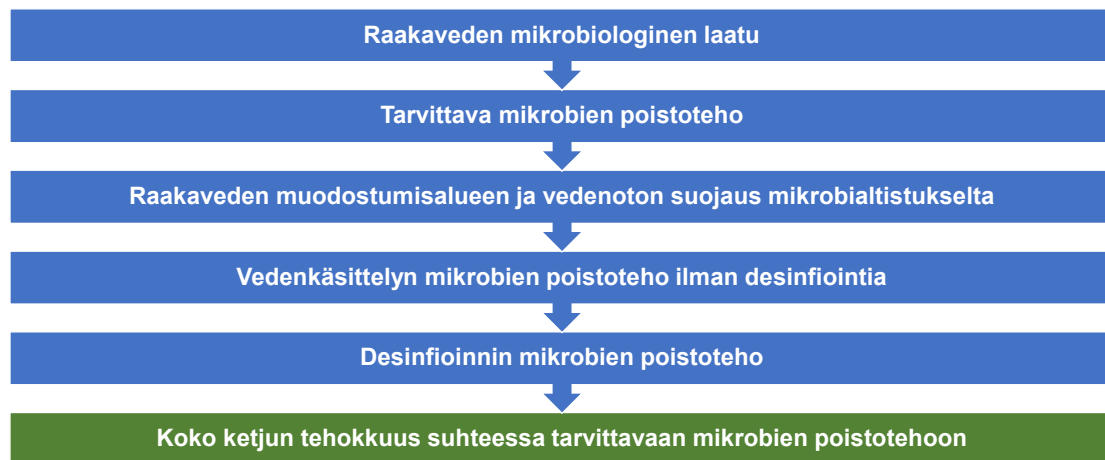 Raakaveden mikrobiologinen laatu
Tarvittava mikrobien poistoteho
Raakaveden muodostumisalueen ja vedenoton suojaus mikrobialtistukselta
Vedenkäsittelyn mikrobien poistoteho ilman desinfiointia
Desinfioinnin mikrobien poistoteho
Koko ketjun tehokkuus suhteessa tarvittavaan mikrobien poistotehoon